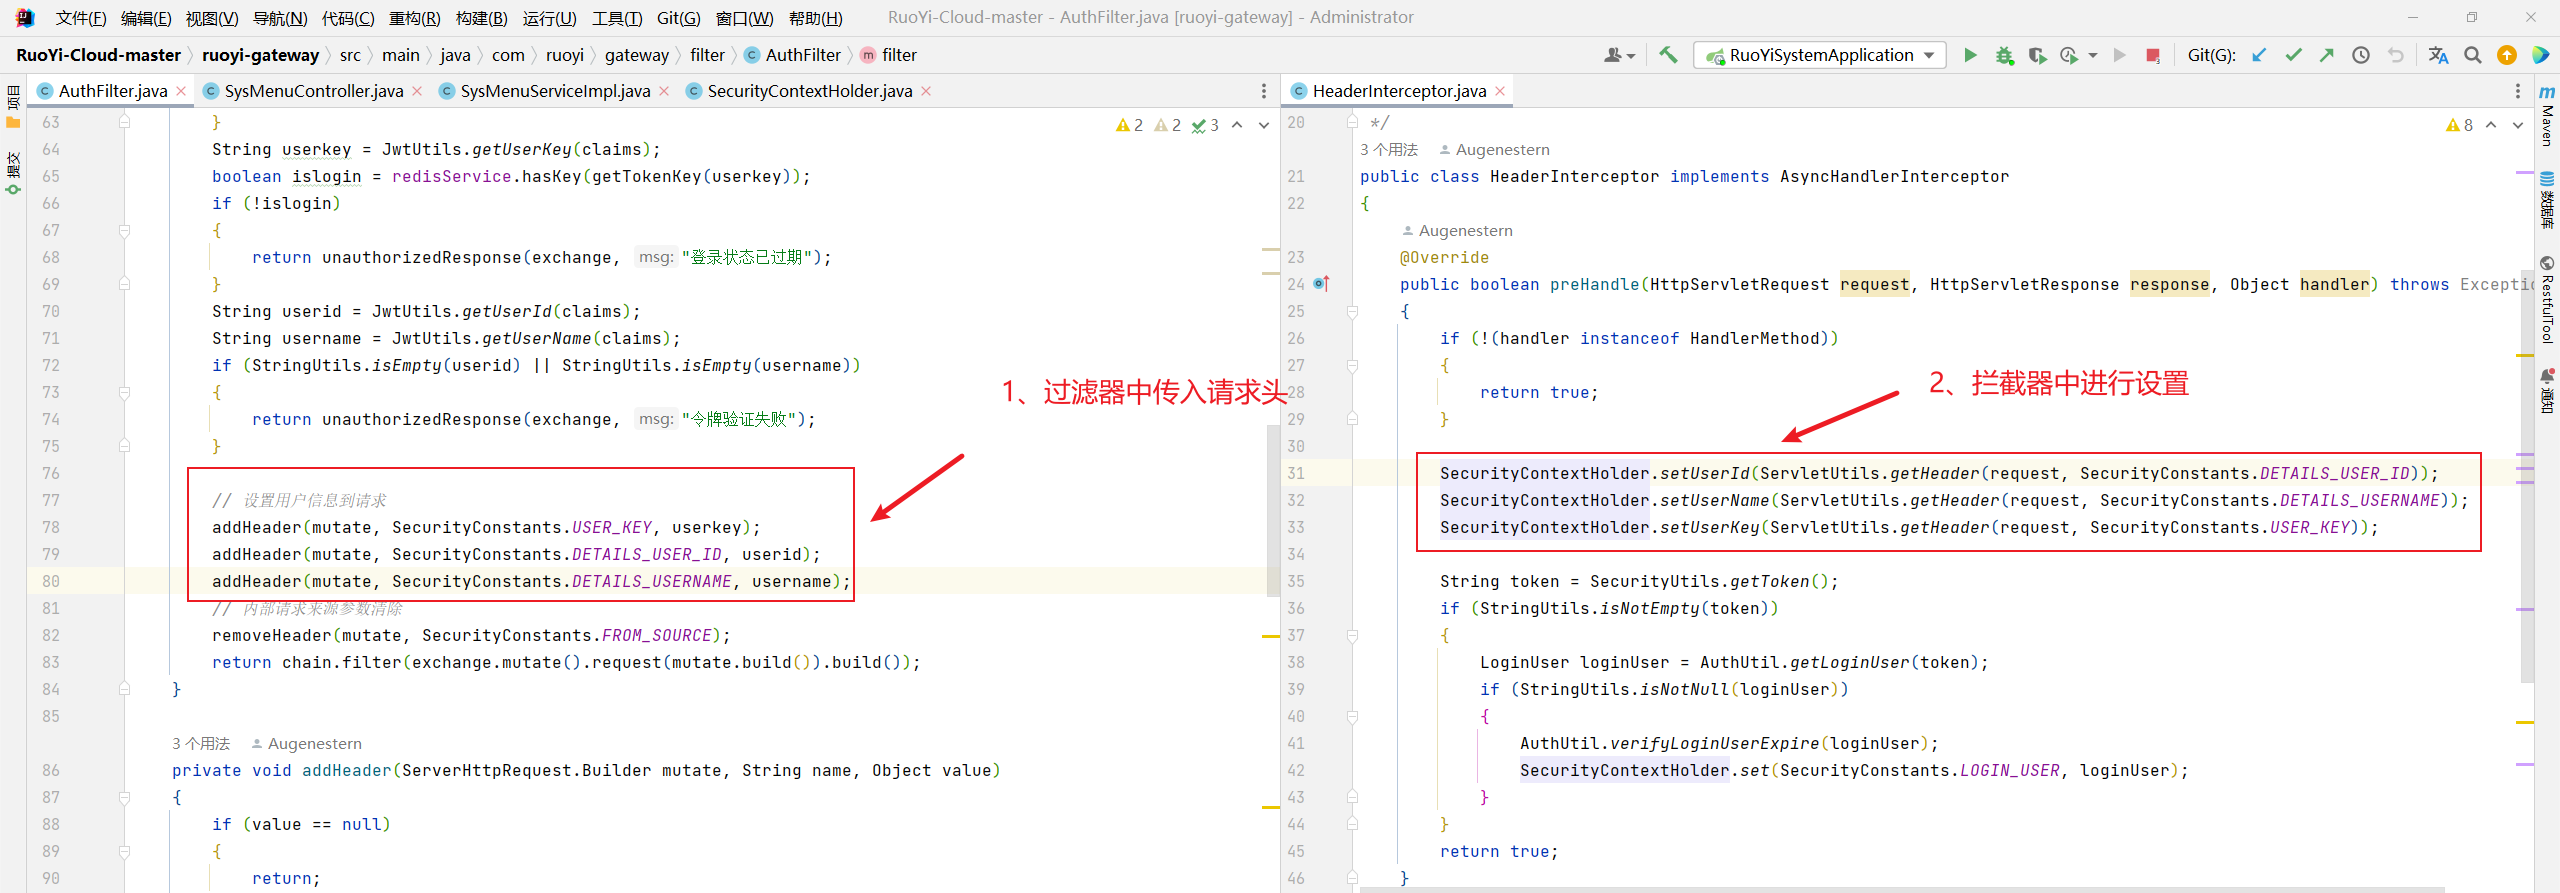 文件(F) 编辑(E) 视图(V) 导航(N) 代码(C) 重构(R) 构建(B) 运行(U) 工具(T) Git(G) 窗口(W) 帮助(H) RuoYi-Cloud-master - AuthFilter.java [ruoyi-gateway] - Administrator
RuoYi-Cloud-master ruoyi-gateway src main java com ruoyi gateway filter AuthFilter filter RuoYiSystemApplication Git(G):
AuthFilter.java SysMenuController.java SysMenuServiceImpl.java SecurityContextHolder.java
项目
提交
2 2 3
63 }
64 String userkey = JwtUtils.getUserKey(claims);
65 boolean islogin = redisService.hasKey(getTokenKey(userkey));
66 if (!islogin)
67 {
68 return unauthorizedResponse(exchange, msg: "登录状态已过期");
69 }
70 String userid = JwtUtils.getUserId(claims);
71 String username = JwtUtils.getUserName(claims);
72 if (StringUtils.isEmpty(userid) || StringUtils.isEmpty(username))
73 {
74 return unauthorizedResponse(exchange, msg: "令牌验证失败");
75 }
76
1、过滤器中传入请求头
77 // 设置用户信息到请求
78 addHeader(mutate, SecurityConstants.USER_KEY, userkey);
79 addHeader(mutate, SecurityConstants.DETAILS_USER_ID, userid);
80 addHeader(mutate, SecurityConstants.DETAILS_USERNAME, username);
81 // 内部请求来源参数清除
82 removeHeader(mutate, SecurityConstants.FROM_SOURCE);
83 return chain.filter(exchange.mutate().request(mutate.build()).build());
84 }
85
3 个用法 Augenestern
86 private void addHeader(ServerHttpRequest.Builder mutate, String name, Object value)
87 {
88 if (value == null)
89 {
90 return;
HeaderInterceptor.java
8
20 */
3 个用法 Augenestern
21 public class HeaderInterceptor implements AsyncHandlerInterceptor
22 {
Augenestern
23 @Override
24 public boolean preHandle(HttpServletRequest request, HttpServletResponse response, Object handler) throws Exceptio
25 {
26 if (!(handler instanceof HandlerMethod))
27 {
28 return true;
29 }
30
2、拦截器中进行设置
31 SecurityContextHolder.setUserId(ServletUtils.getHeader(request, SecurityConstants.DETAILS_USER_ID));
32 SecurityContextHolder.setUserName(ServletUtils.getHeader(request, SecurityConstants.DETAILS_USERNAME));
33 SecurityContextHolder.setUserKey(ServletUtils.getHeader(request, SecurityConstants.USER_KEY));
34
35 String token = SecurityUtils.getToken();
36 if (StringUtils.isNotEmpty(token))
37 {
38 LoginUser loginUser = AuthUtil.getLoginUser(token);
39 if (StringUtils.isNotNull(loginUser))
40 {
41 AuthUtil.verifyLoginUserExpire(loginUser);
42 SecurityContextHolder.set(SecurityConstants.LOGIN_USER, loginUser);
43 }
44 }
45 return true;
46 }
Maven
数据库
RestfulTool
通知